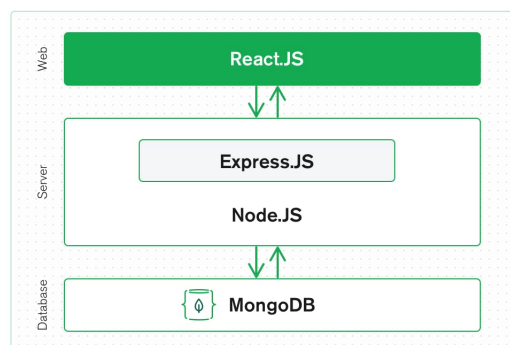 Web
React.JS
Server
Express.JS
Node.JS
Database
MongoDB